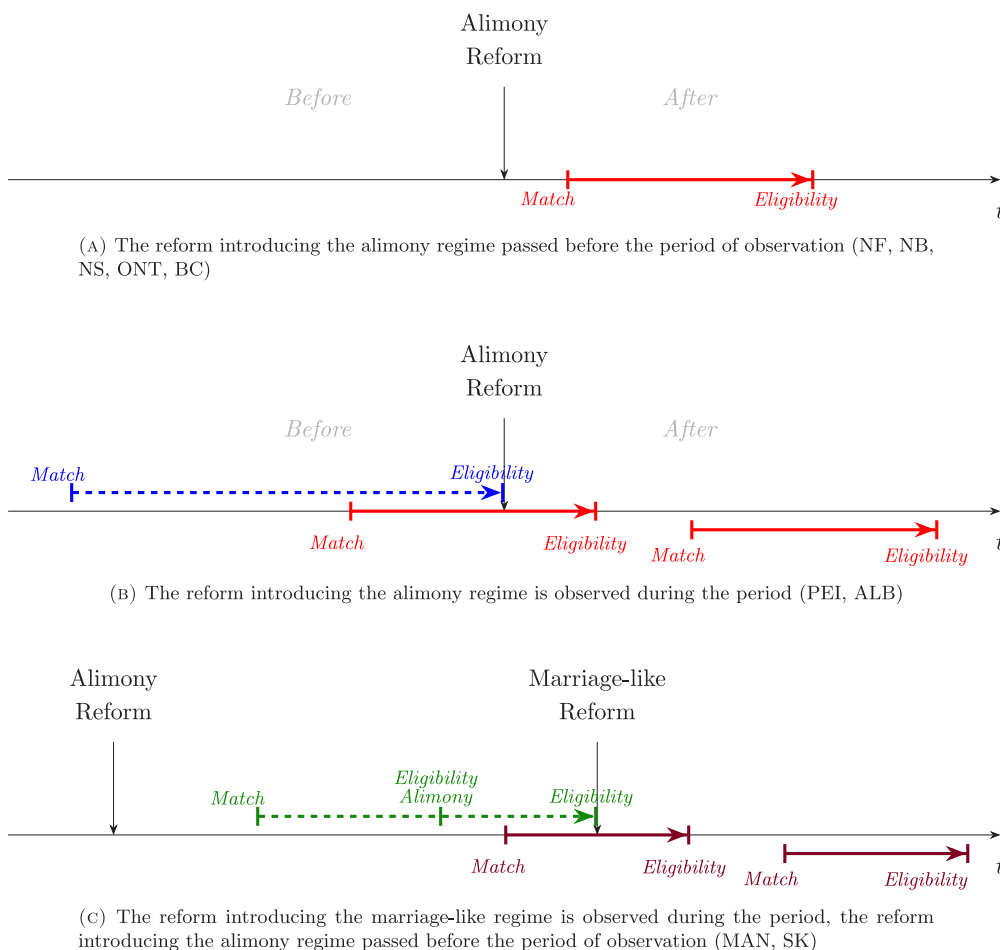 Alimony
Reform
Before
After
Match
Eligibility
t
(A) The reform introducing the alimony regime passed before the period of observation (NF, NB,
NS, ONT, BC)
Alimony
Reform
Before
After
Match
Eligibility
Match
Eligibility
Match
Eligibility
t
(B) The reform introducing the alimony regime is observed during the period (PEI, ALB)
Alimony
Reform
Marriage-like
Reform
Match
Eligibility
Alimony
Eligibility
Match
Eligibility
Match
Eligibility
t
(C) The reform introducing the marriage-like regime is observed during the period, the reform
introducing the alimony regime passed before the period of observation (MAN, SK)